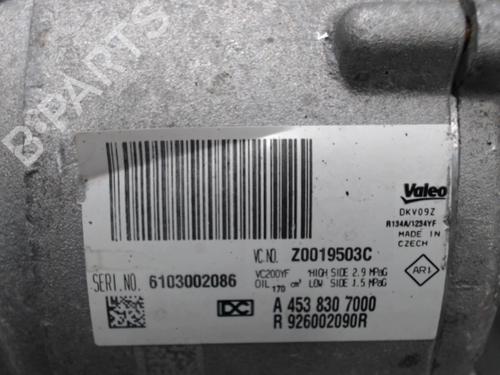 B-PARTS
Valeo
DKV09Z
R134A/1234YF
MADE IN
CZECH
VC.NO. Z0019503C
SERI.NO. 6103002086
VC200YF HIGH SIDE 2.9 MPaG
OIL 170 cm³ LOW SIDE 1.5 MPaG
AR1
DC
A 453 830 7000
R 926002090R